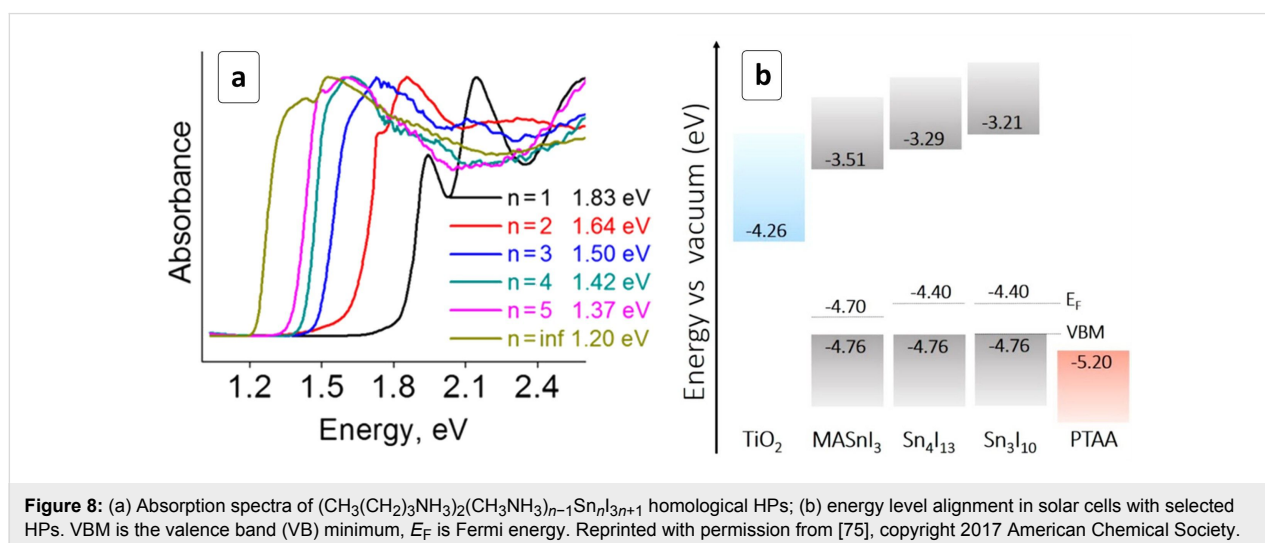 a
Absorbance
n=1 1.83 eV
n=2 1.64 eV
n=3 1.50 eV
n=4 1.42 eV
n=5 1.37 eV
n=inf 1.20 eV
1.2 1.5 1.8 2.1 2.4
Energy, eV
b
Energy vs vacuum (eV)
-3.51
-3.29
-3.21
-4.26
-4.70
-4.40
-4.40
E_F
VBM
-4.76
-4.76
-4.76
-5.20
TiO₂ MASnI₃ Sn₄I₁₃ Sn₃I₁₀ PTAA
Figure 8: (a) Absorption spectra of (CH₃(CH₂)₃NH₃)₂(CH₃NH₃)ₙ₋₁SnₙI₃ₙ₊₁ homological HPs; (b) energy level alignment in solar cells with selected
HPs. VBM is the valence band (VB) minimum, E_F is Fermi energy. Reprinted with permission from [75], copyright 2017 American Chemical Society.